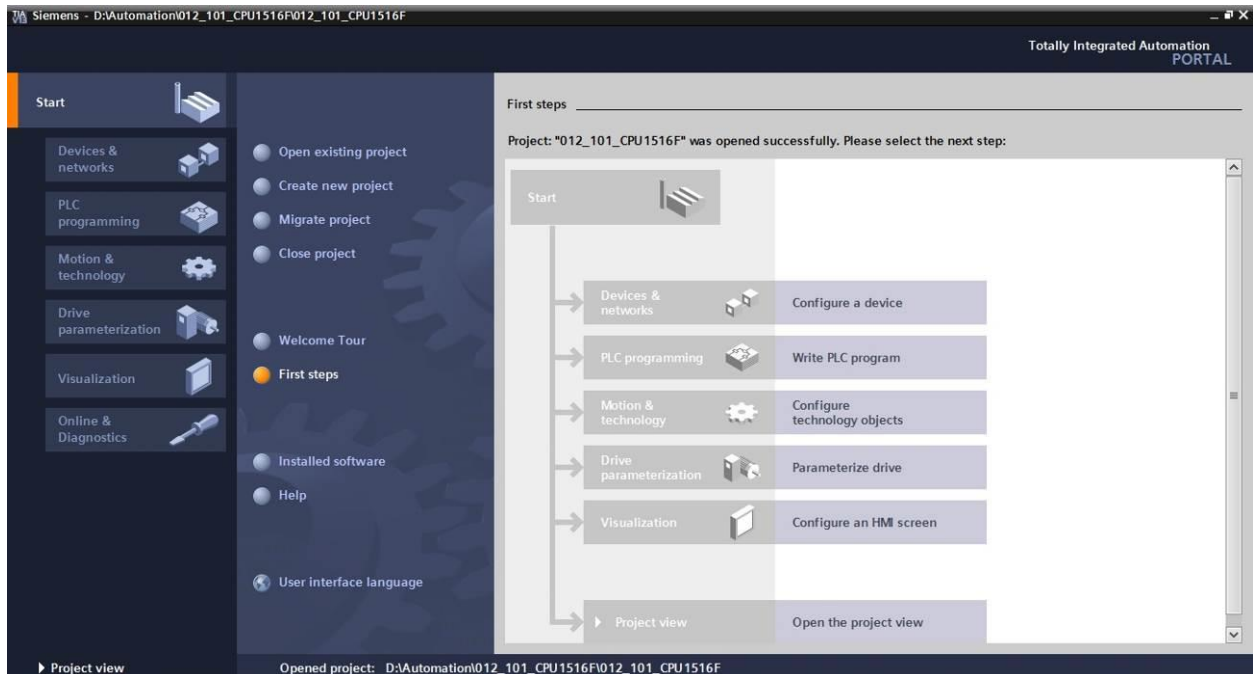 Siemens - D:\Automation\012_101_CPU1516F\012_101_CPU1516F
Totally Integrated Automation
PORTAL
Start
Devices &
networks
PLC
programming
Motion &
technology
Drive
parameterization
Visualization
Online &
Diagnostics
Open existing project
Create new project
Migrate project
Close project
Welcome Tour
First steps
Installed software
Help
User interface language
First steps
Project: "012_101_CPU1516F" was opened successfully. Please select the next step:
Start
Devices &
networks
Configure a device
PLC programming
Write PLC program
Motion &
technology
Configure
technology objects
Drive
parameterization
Parameterize drive
Visualization
Configure an HMI screen
Project view
Open the project view
Project view
Opened project: D:\Automation\012_101_CPU1516F\012_101_CPU1516F